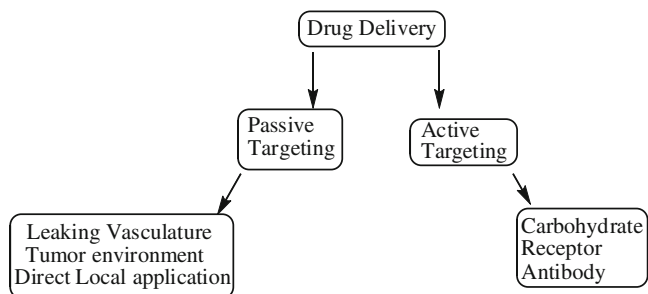 Drug Delivery
Passive
Targeting
Active
Targeting
Leaking Vasculature
Tumor environment
Direct Local application
Carbohydrate
Receptor
Antibody